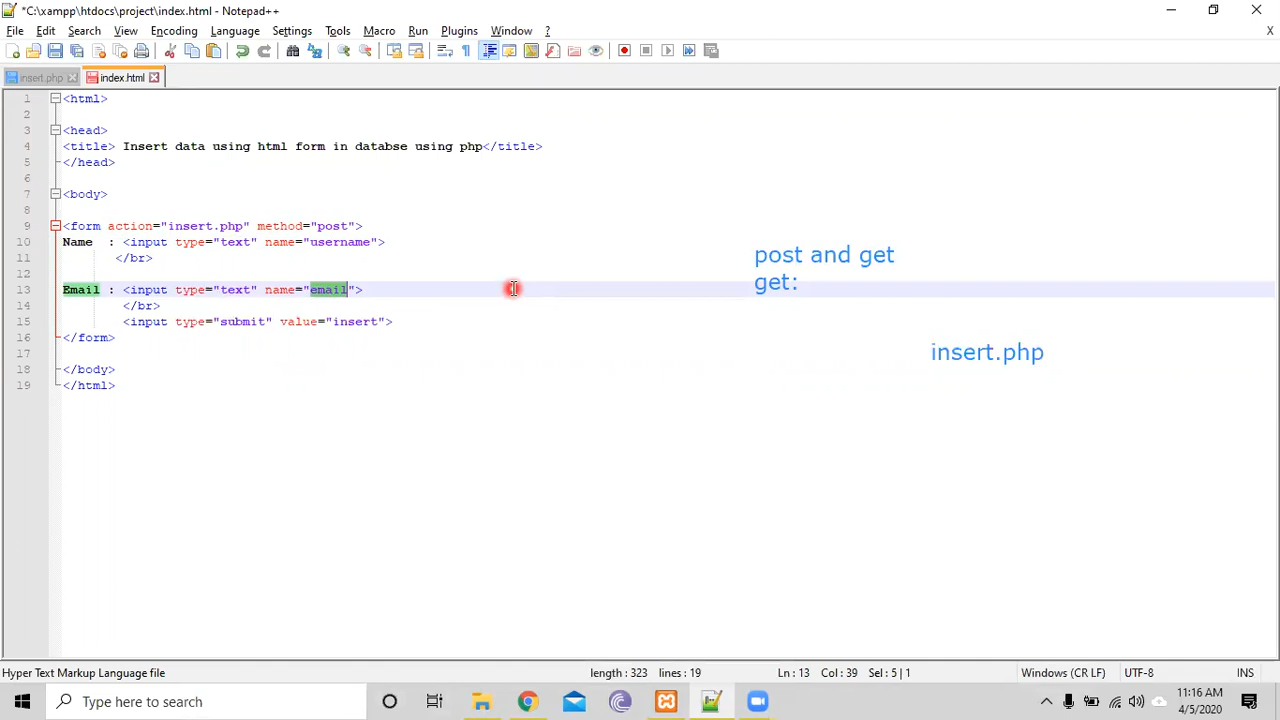 *C:\xampp\htdocs\project\index.html - Notepad++
File Edit Search View Encoding Language Settings Tools Macro Run Plugins Window ? X
insert.php index.html
1 <html>
2
3 <head>
4 <title> Insert data using html form in databse using php</title>
5 </head>
6
7 <body>
8
9 <form action="insert.php" method="post">
10 Name : <input type="text" name="username">
11 </br>
12
13 Email : <input type="text" name="email">
14 </br>
15 <input type="submit" value="insert">
16 </form>
17
18 </body>
19 </html>
post and get
get:
insert.php
Hyper Text Markup Language file length : 323 lines : 19 Ln : 13 Col : 39 Sel : 5 | 1 Windows (CR LF) UTF-8 INS
Type here to search
11:16 AM
4/5/2020